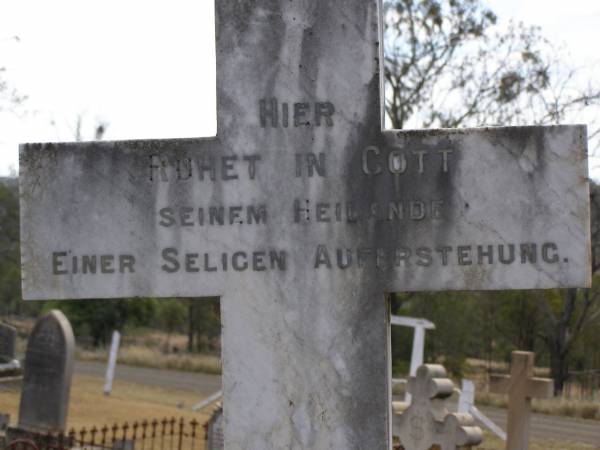 HIER
RUHET IN GOTT
SEINEM HEILANDE
EINER SELIGEN AUFERSTEHUNG.